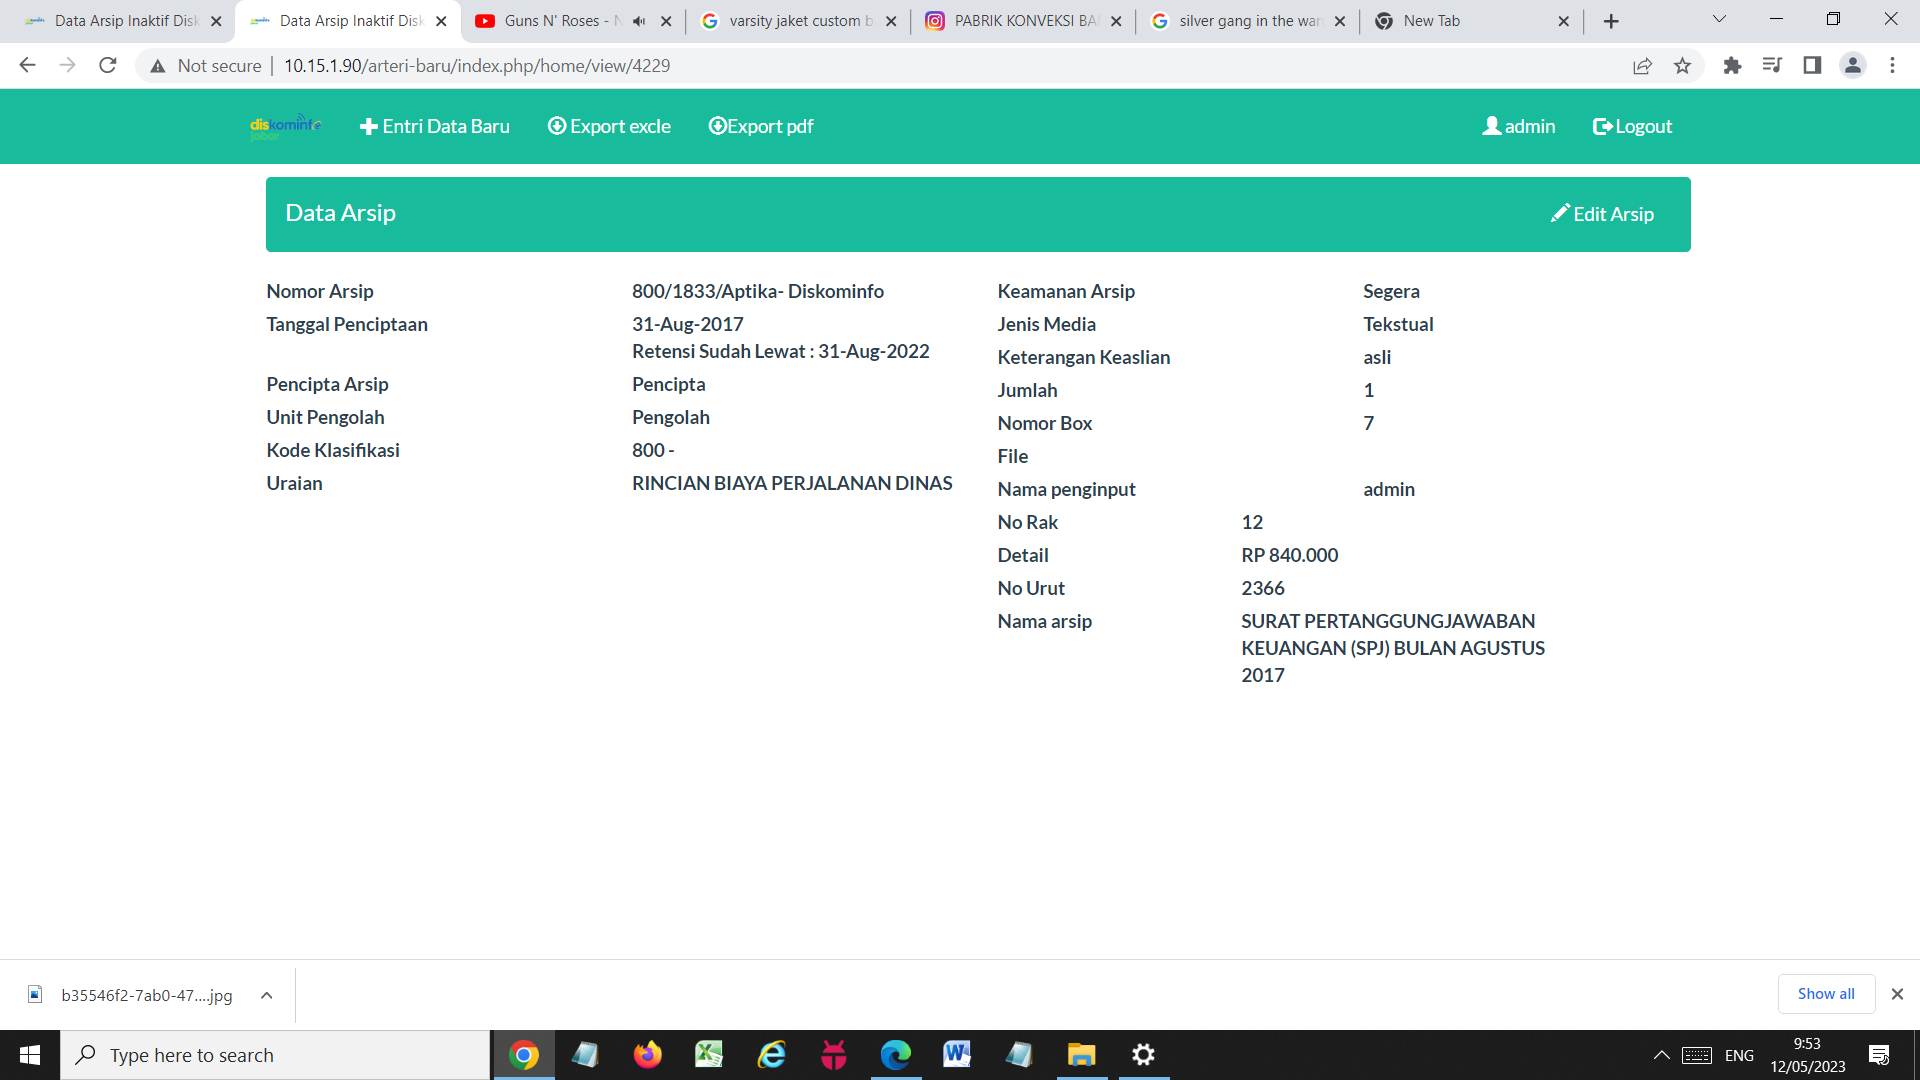 Data Arsip Inaktif Disk
Data Arsip Inaktif Disk
Guns N' Roses - N
varsity jaket custom b
PABRIK KONVEKSI BA
silver gang in the war
New Tab
Not secure
10.15.1.90/arteri-baru/index.php/home/view/4229
diskominfo
Entri Data Baru
Export excle
Export pdf
admin
Logout
Data Arsip
Edit Arsip
Nomor Arsip 800/1833/Aptika- Diskominfo
Tanggal Penciptaan 31-Aug-2017
Retensi Sudah Lewat : 31-Aug-2022
Pencipta Arsip Pencipta
Unit Pengolah Pengolah
Kode Klasifikasi 800 -
Uraian RINCIAN BIAYA PERJALANAN DINAS
Keamanan Arsip Segera
Jenis Media Tekstual
Keterangan Keaslian asli
Jumlah 1
Nomor Box 7
File
Nama penginput admin
No Rak 12
Detail RP 840.000
No Urut 2366
Nama arsip SURAT PERTANGGUNGJAWABAN
KEUANGAN (SPJ) BULAN AGUSTUS
2017
b35546f2-7ab0-47....jpg
Show all
Type here to search
ENG
9:53
12/05/2023